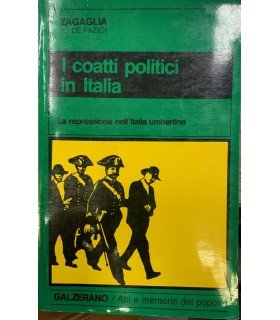 ZAGAGLIA
(L. DE FAZIO)
I coatti politici
in Italia
La repressione nell'Italia umbertina
GALZERANO / Atti e memorie del popolo